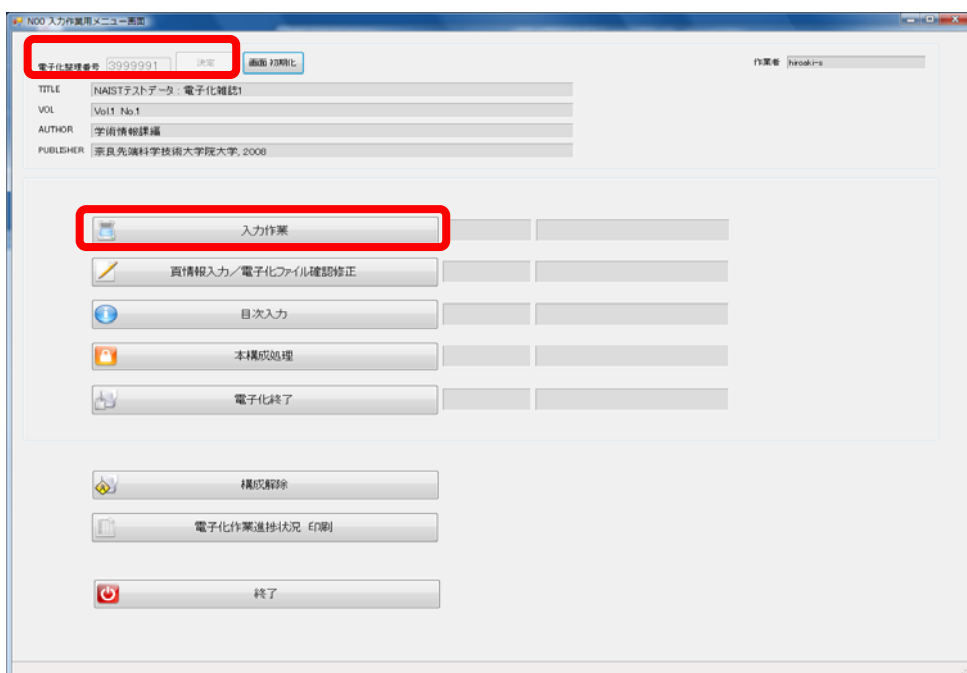 N00 入力作業用メニュー画面
電子化整理番号 3999991 決定 画面初期化 作業者 hiroaki-s
TITLE NAISTテストデータ：電子化雑誌1
VOL Vol.1 No.1
AUTHOR 学術情報課編
PUBLISHER 奈良先端科学技術大学院大学, 2008
入力作業
頁情報入力／電子化ファイル確認修正
目次入力
本構成処理
電子化終了
構成解除
電子化作業進捗状況 印刷
終了